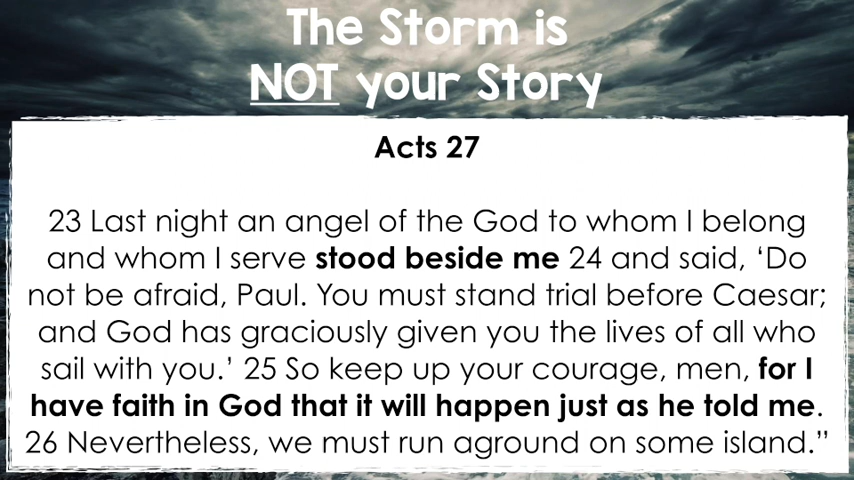 The Storm is
NOT your Story
Acts 27
23 Last night an angel of the God to whom I belong
and whom I serve stood beside me 24 and said, ‘Do
not be afraid, Paul. You must stand trial before Caesar;
and God has graciously given you the lives of all who
sail with you.’ 25 So keep up your courage, men, for I
have faith in God that it will happen just as he told me.
26 Nevertheless, we must run aground on some island.”